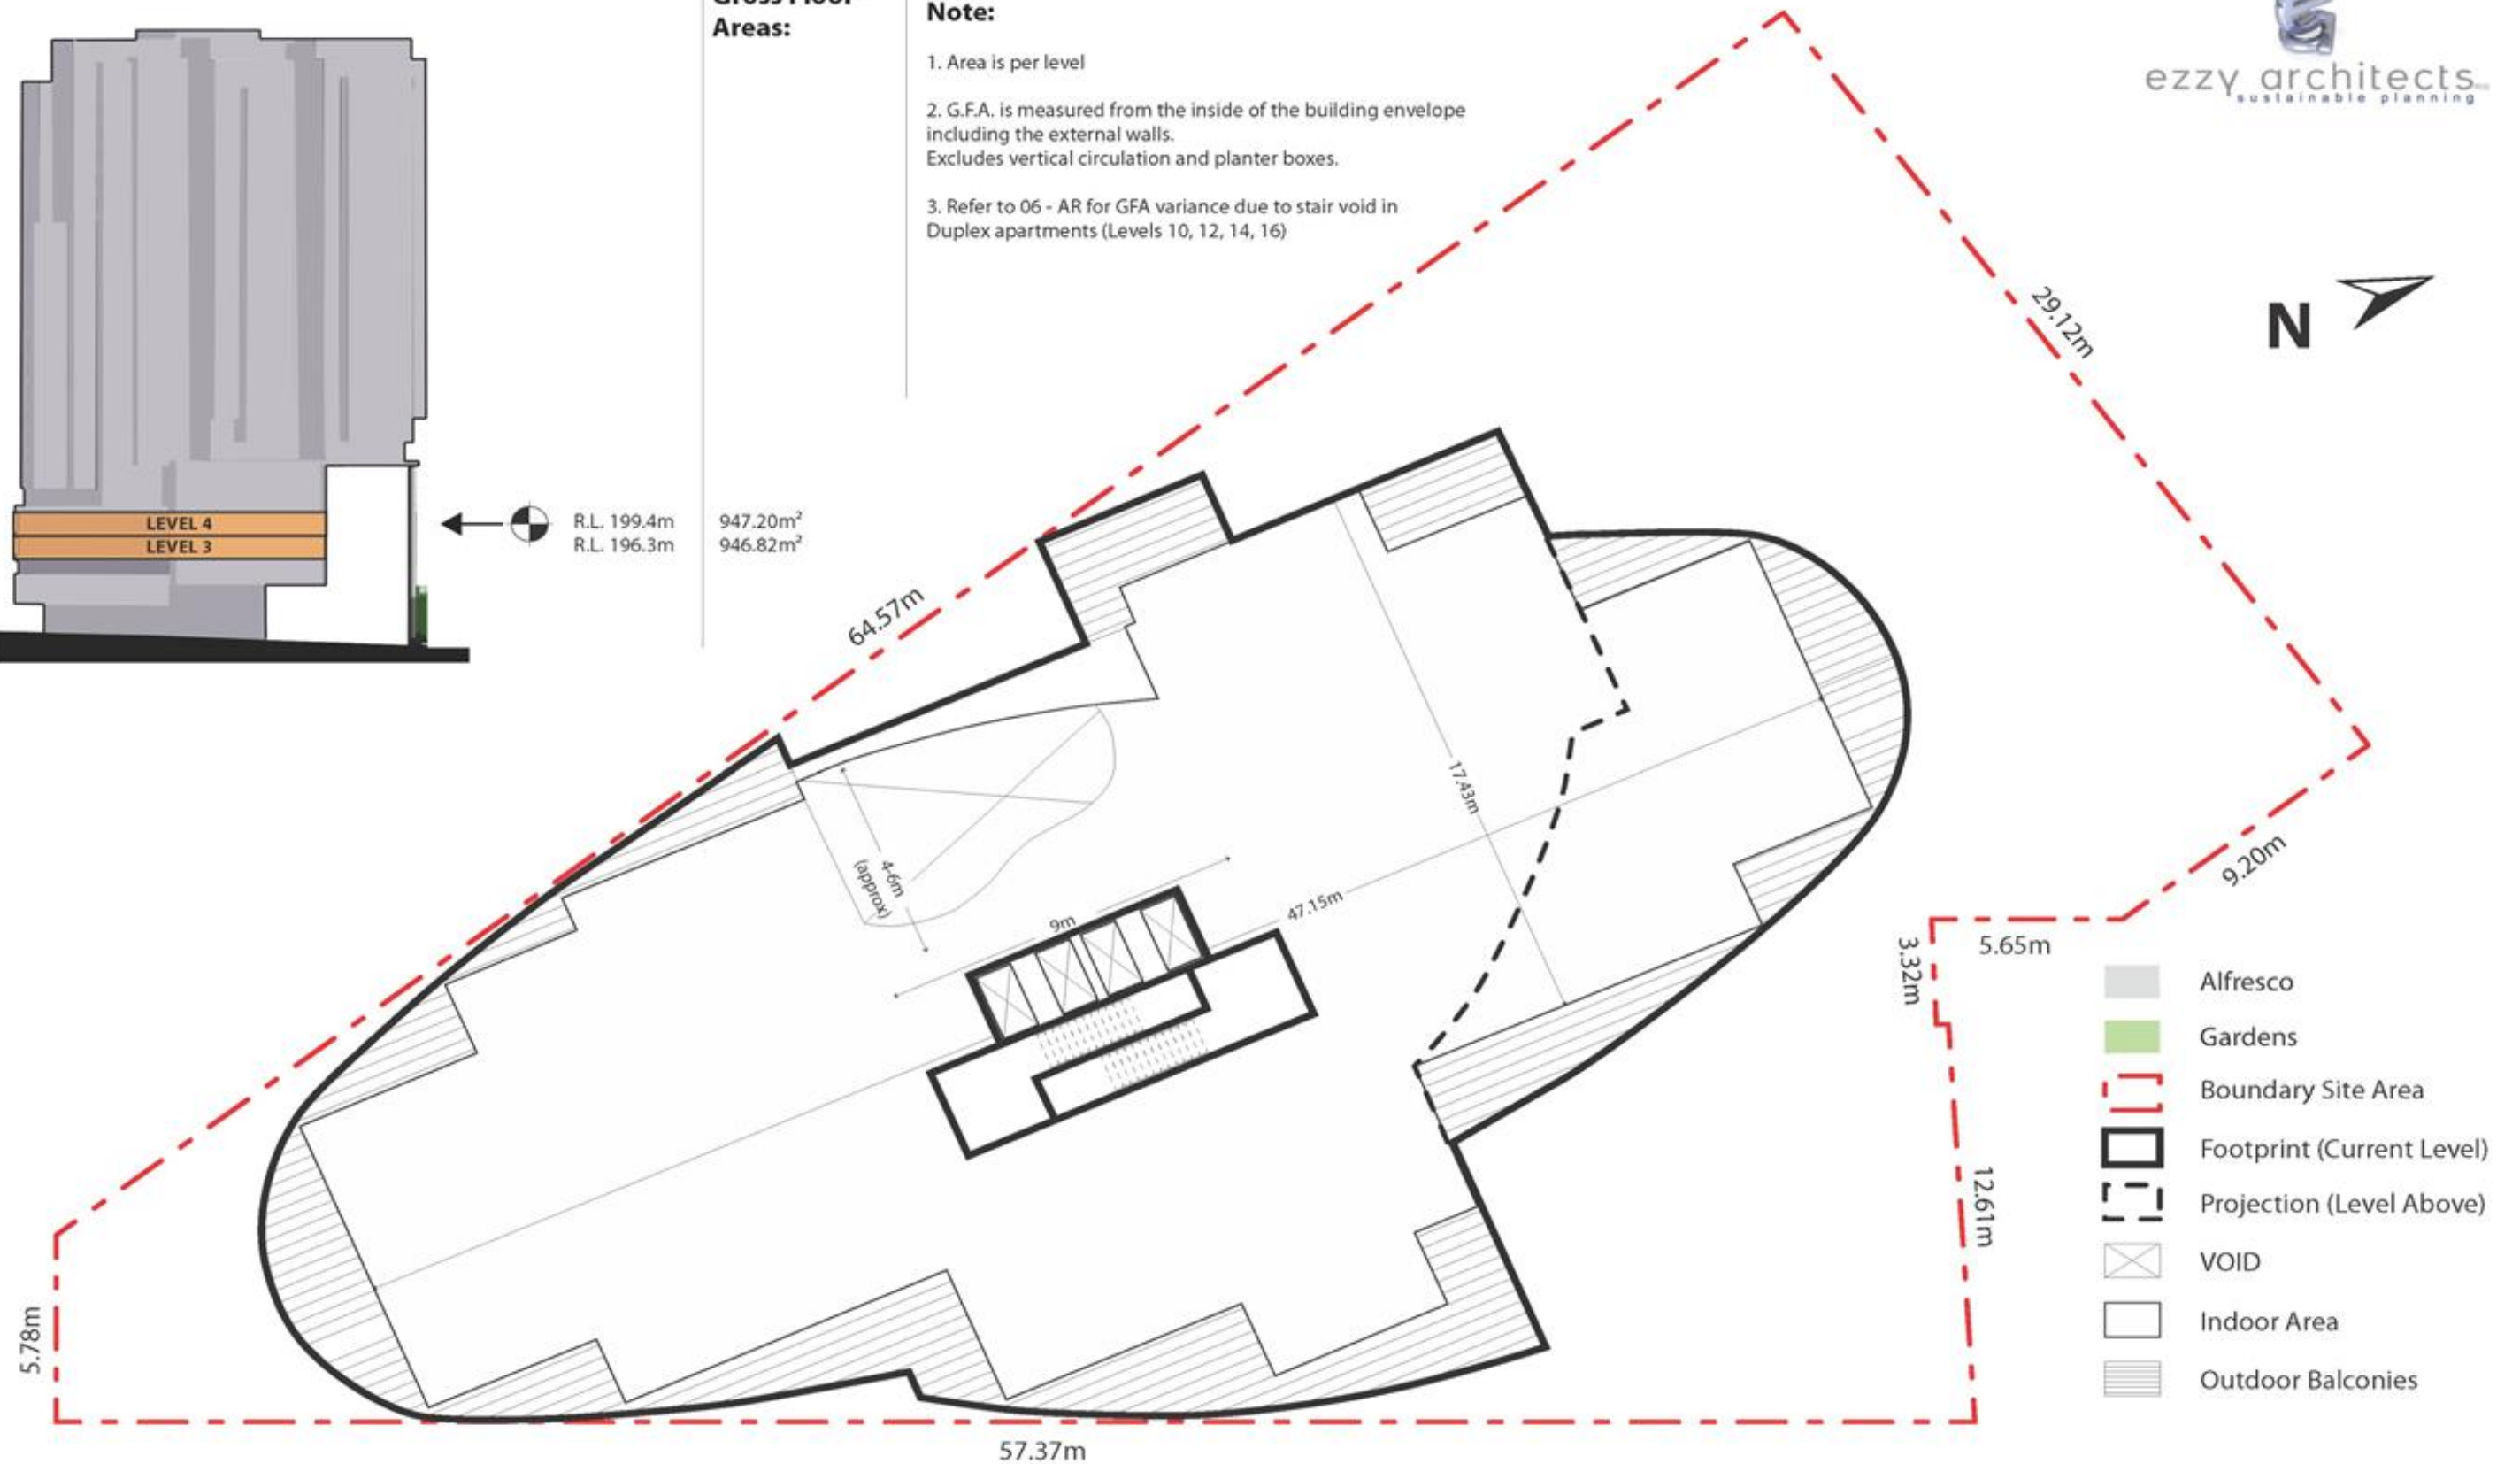 Gross Floor
Areas:
Note:
1. Area is per level
2. G.F.A. is measured from the inside of the building envelope
including the external walls.
Excludes vertical circulation and planter boxes.
3. Refer to 06 - AR for GFA variance due to stair void in
Duplex apartments (Levels 10, 12, 14, 16)
ezzy architects
sustainable planning
N
LEVEL 4
LEVEL 3
R.L. 199.4m 947.20m²
R.L. 196.3m 946.82m²
29.12m
64.57m
17.43m
4-6m
(approx)
9m
47.15m
9.20m
5.65m
3.32m
12.61m
5.78m
57.37m
Alfresco
Gardens
Boundary Site Area
Footprint (Current Level)
Projection (Level Above)
VOID
Indoor Area
Outdoor Balconies